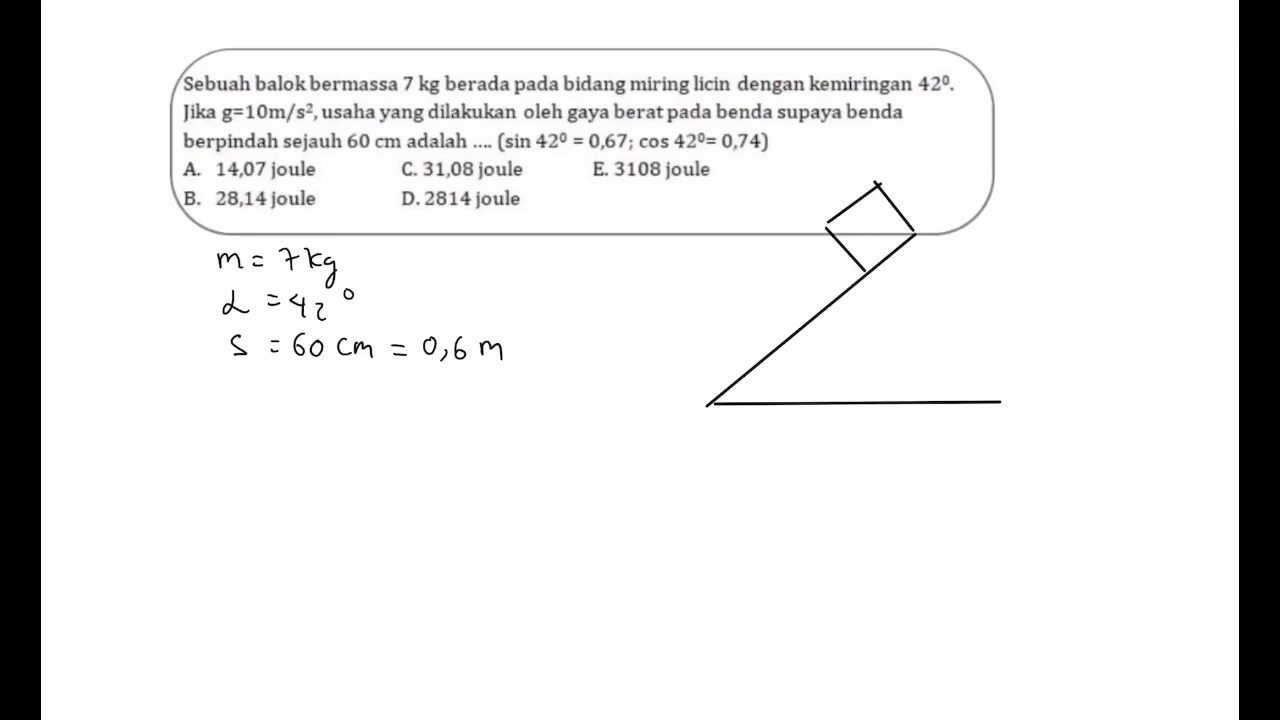 Sebuah balok bermassa 7 kg berada pada bidang miring licin dengan kemiringan 42⁰.
Jika g=10m/s², usaha yang dilakukan oleh gaya berat pada benda supaya benda
berpindah sejauh 60 cm adalah .... (sin 42⁰ = 0,67; cos 42⁰= 0,74)
A. 14,07 joule C. 31,08 joule E. 3108 joule
B. 28,14 joule D. 2814 joule
m = 7 kg
α = 42°
s = 60 cm = 0,6 m